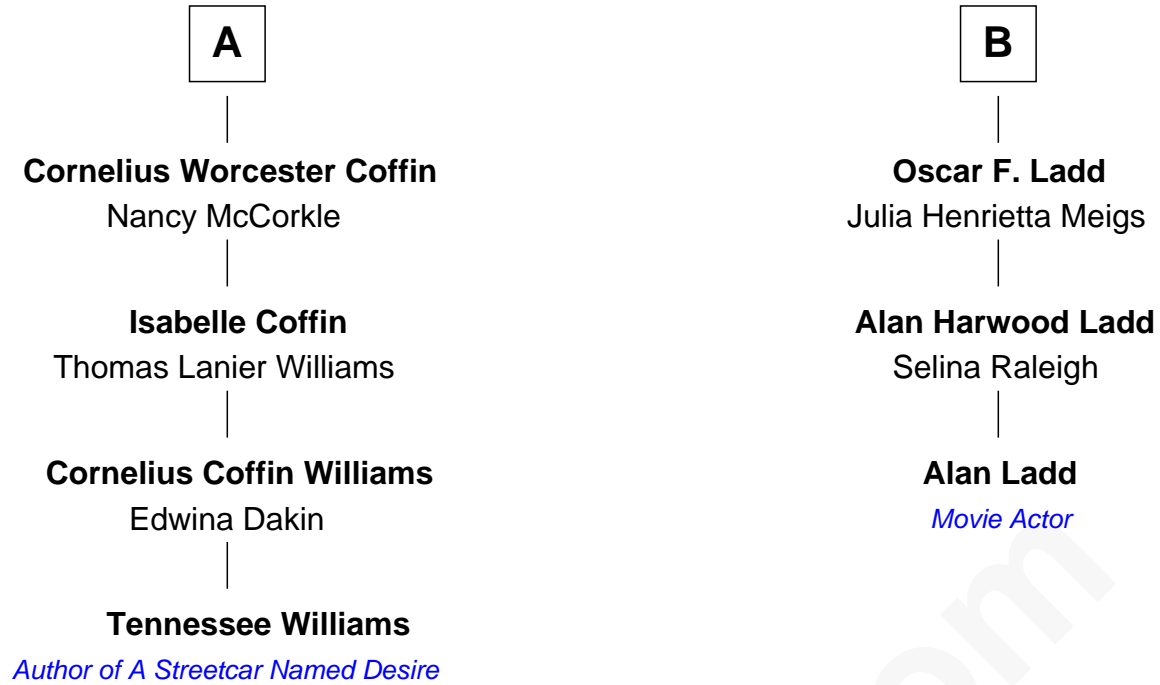 A
Cornelius Worcester Coffin
Nancy McCorkle
Isabelle Coffin
Thomas Lanier Williams
Cornelius Coffin Williams
Edwina Dakin
Tennessee Williams
Author of A Streetcar Named Desire
B
Oscar F. Ladd
Julia Henrietta Meigs
Alan Harwood Ladd
Selina Raleigh
Alan Ladd
Movie Actor
om